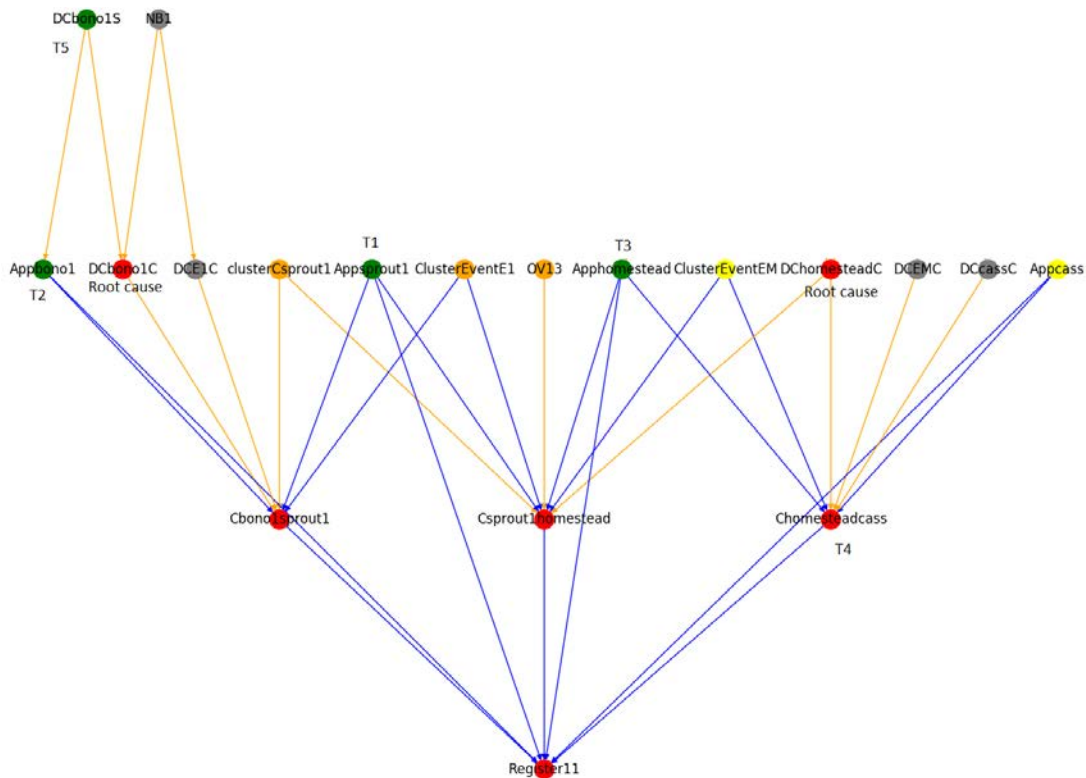 DCbono1S
NB1
T5
T1
T3
Appbono1
DCbono1C
DCE1C
clusterCsprout1
Appsprout1
ClusterEventE1
OV13
Apphomestead
ClusterEventEM
DChomesteadC
DCEMC
DCcassC
Appcass
T2
Root cause
Root cause
Cbono1sprout1
Csprout1homestead
Chomesteadcass
T4
Register11